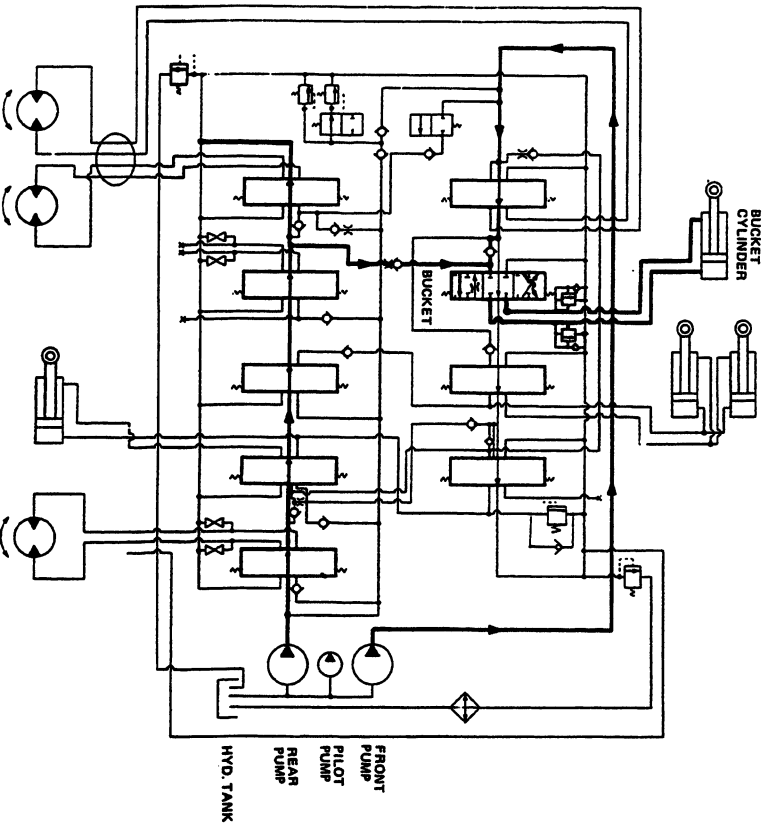 BUCKET
CYLINDER
BUCKET
FRONT
PUMP
PILOT
PUMP
REAR
PUMP
HYD. TANK